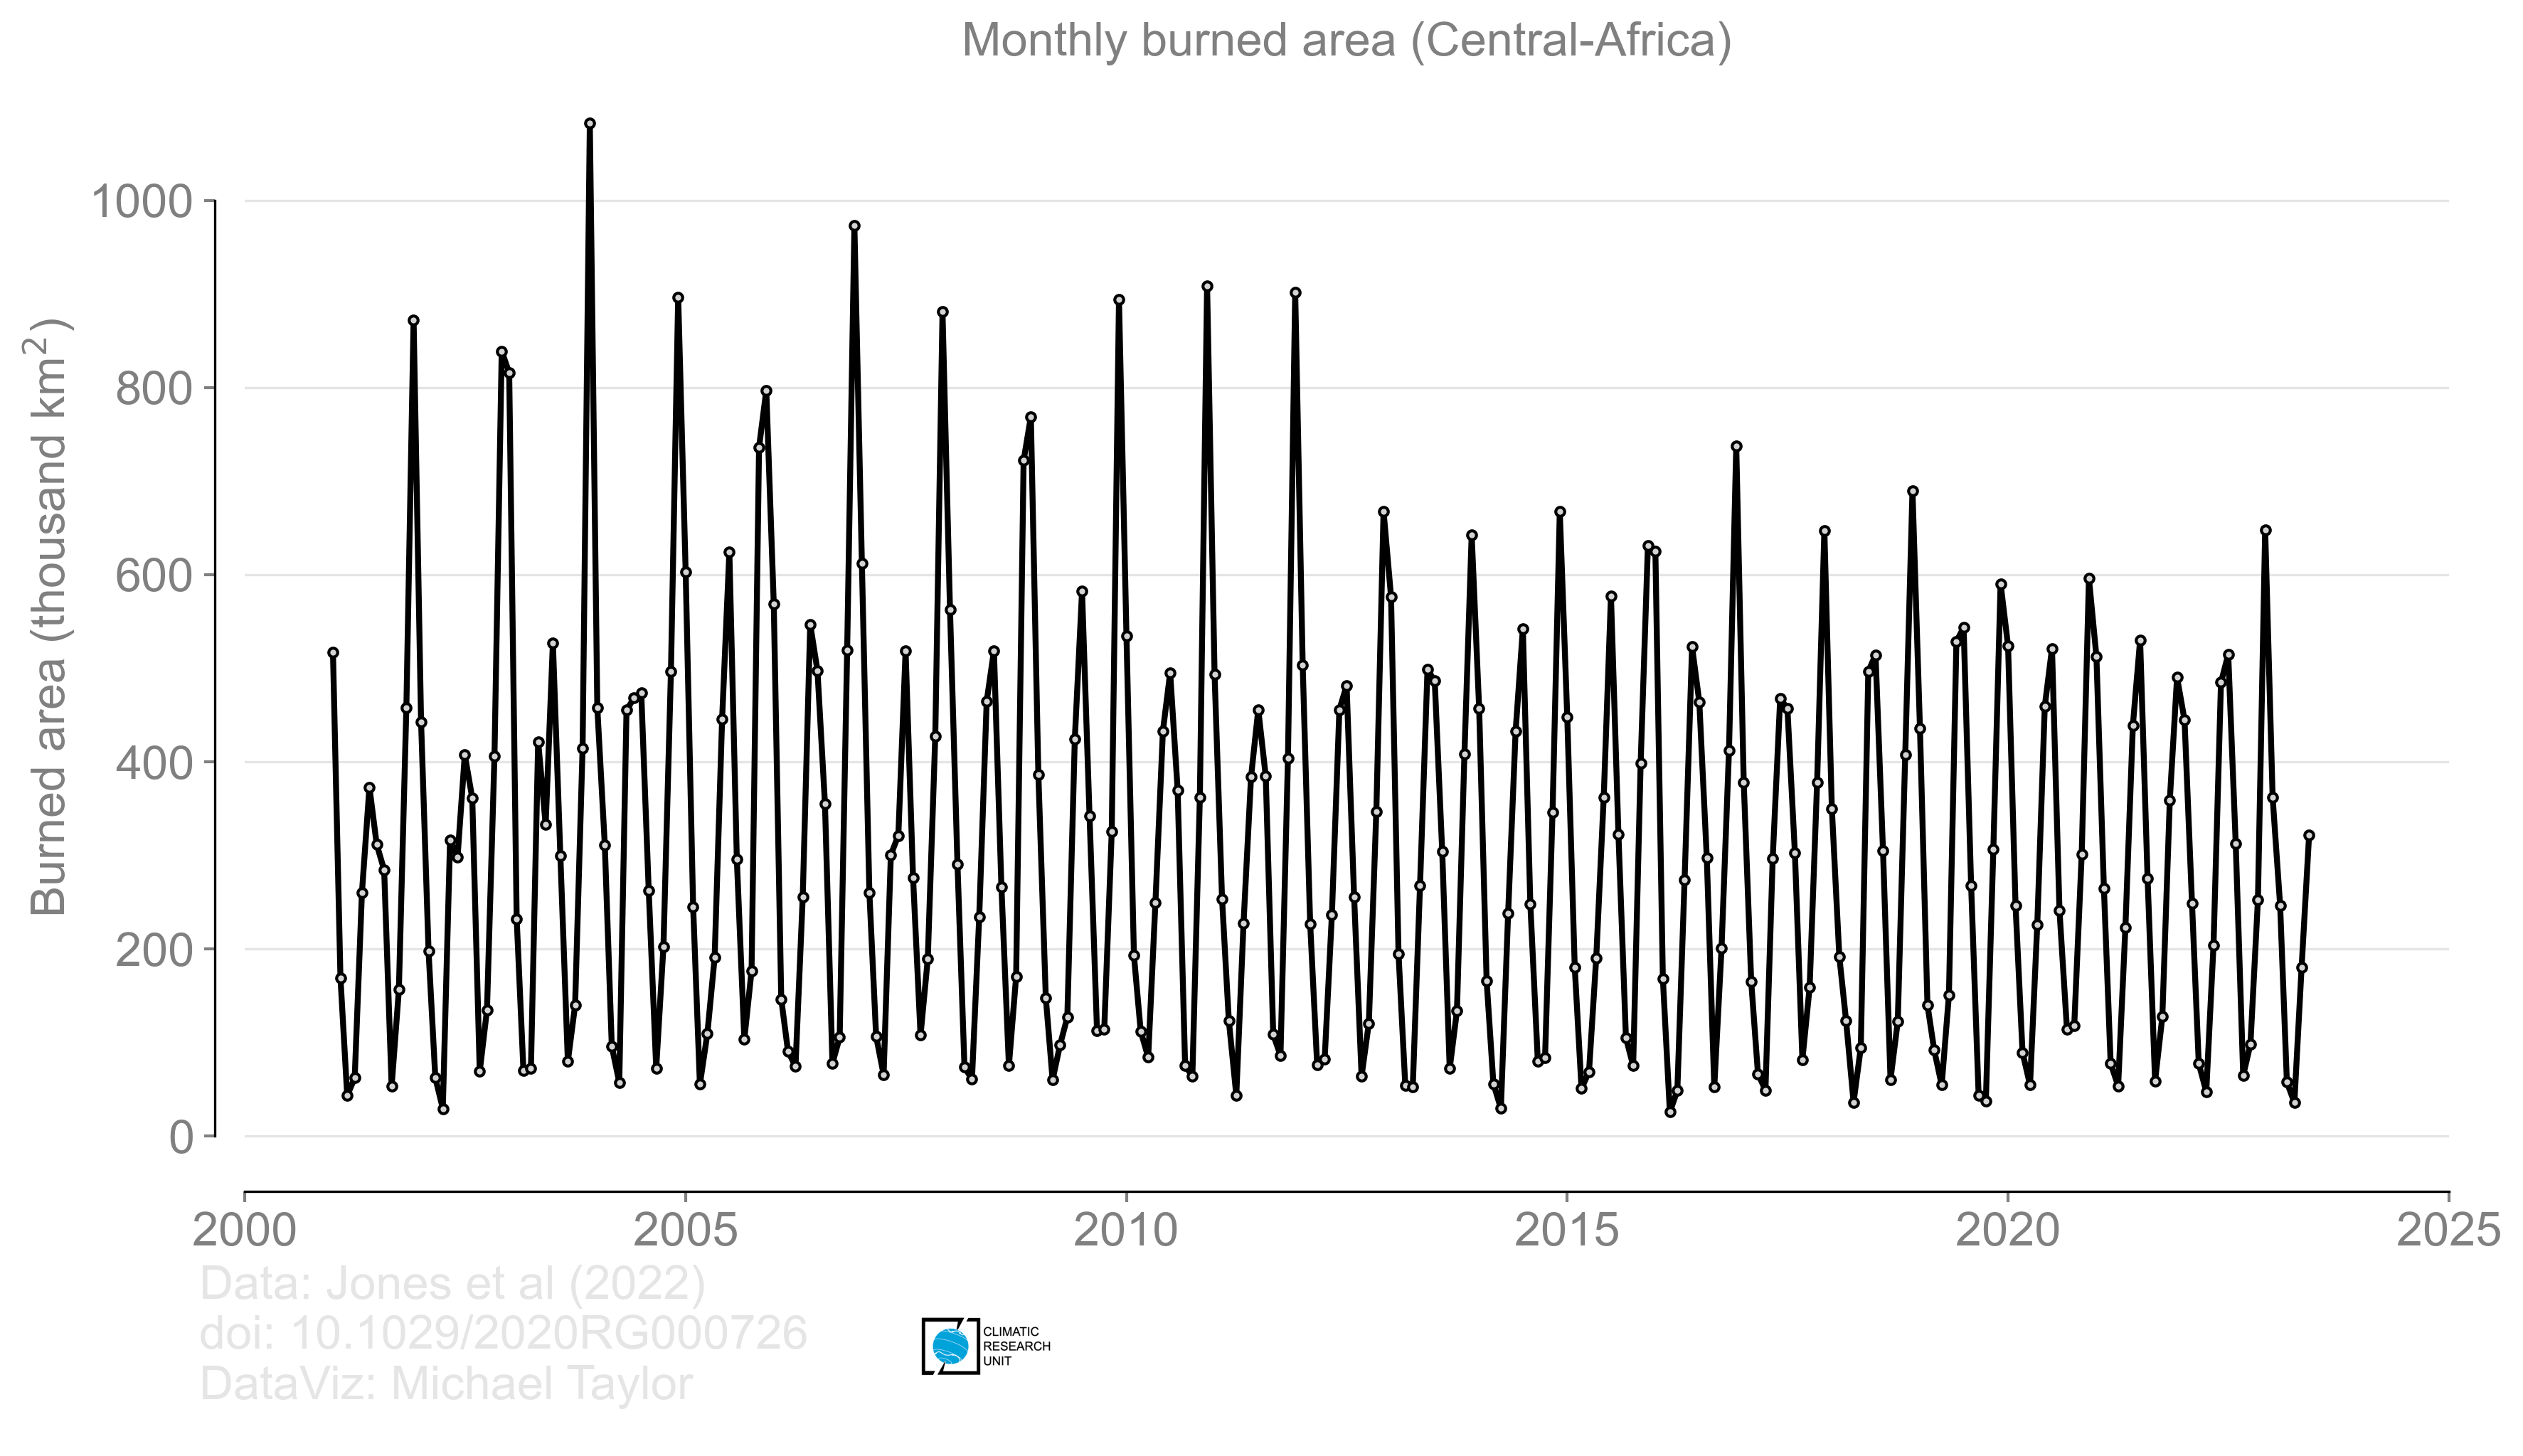 Monthly burned area (Central-Africa)
Burned area (thousand km²)
1000
800
600
400
200
0
2000 2005 2010 2015 2020 2025
Data: Jones et al (2022)
doi: 10.1029/2020RG000726
DataViz: Michael Taylor
CLIMATIC
RESEARCH
UNIT